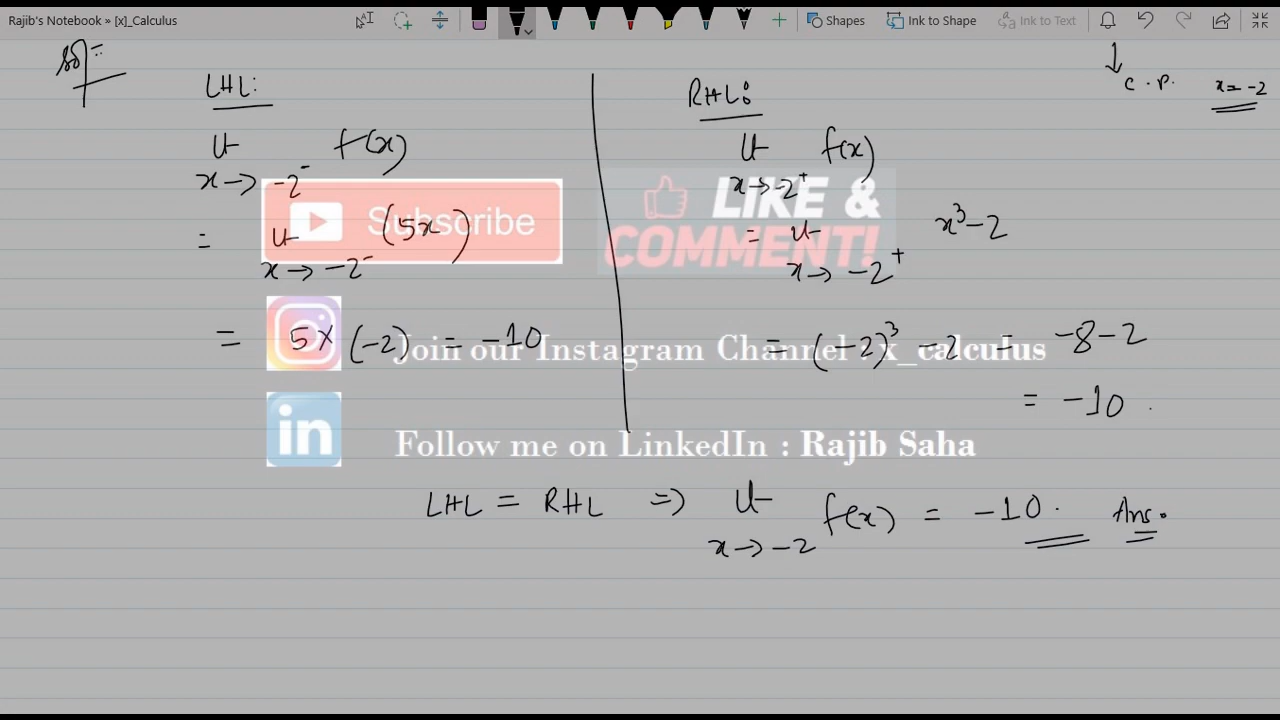 Rajib's Notebook » [x]_Calculus
Shapes
Ink to Shape
Ink to Text
Sol:
C.P.
x = -2
LHL:
Lt f(x)
x → -2⁻
= Lt (5x)
x → -2⁻
= 5 × (-2) = -10
RHL:
Lt f(x)
x → -2⁺
= Lt x³-2
x → -2⁺
= (-2)³ - 2 = -8-2
= -10.
Subscribe
LIKE &
COMMENT!
Join our Instagram Channel : x_calculus
in
Follow me on LinkedIn : Rajib Saha
LHL = RHL => Lt f(x) = -10. Ans.
x → -2